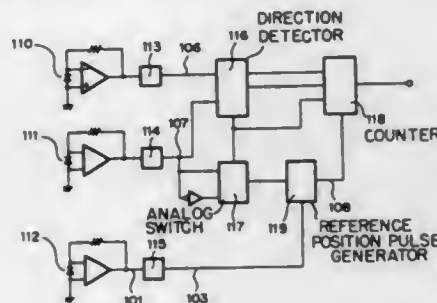 DIRECTION
DETECTOR
110
113
106
116
118
COUNTER
111
114
107
ANALOG
SWITCH
117
119
108
REFERENCE
POSITION PULSE
GENERATOR
112
101
115
103